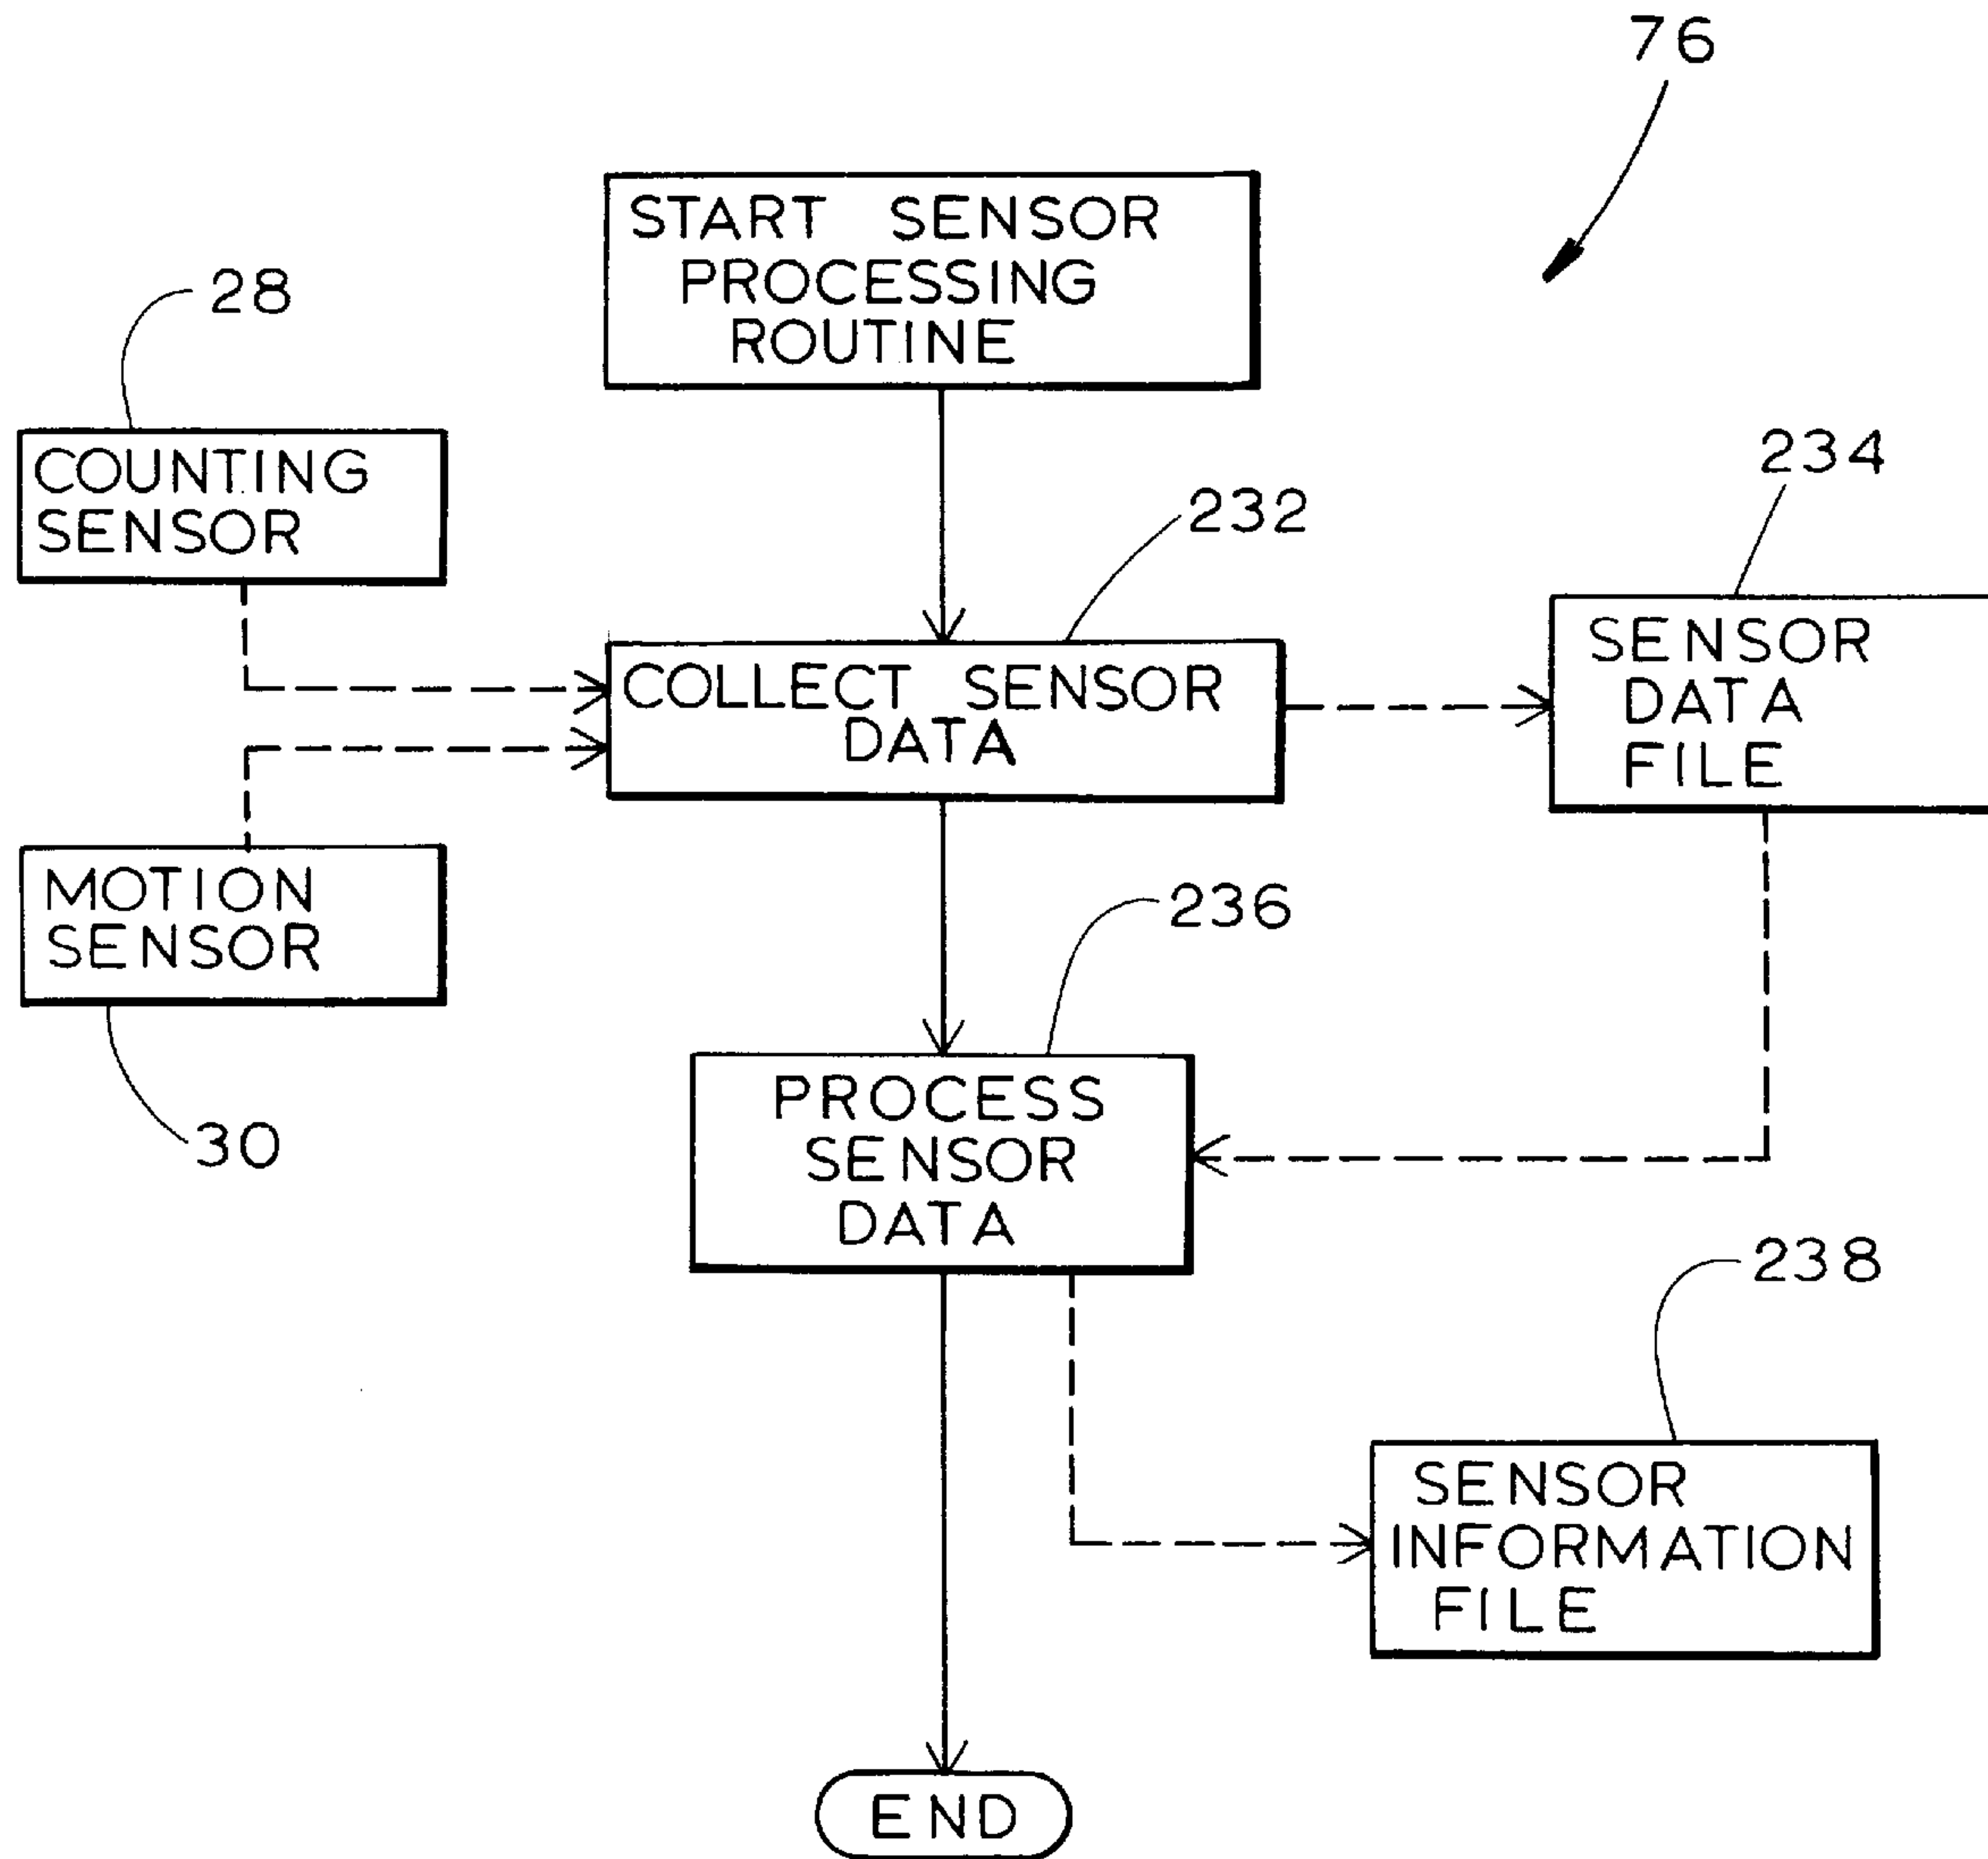 76
START SENSOR
PROCESSING
ROUTINE
28
COUNTING
SENSOR
232
COLLECT SENSOR
DATA
234
SENSOR
DATA
FILE
MOTION
SENSOR
30
236
PROCESS
SENSOR
DATA
238
SENSOR
INFORMATION
FILE
END